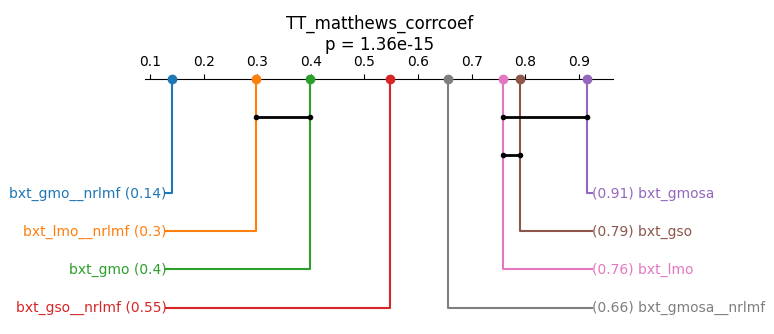 TT_matthews_corrcoef
p = 1.36e-15
0.1 0.2 0.3 0.4 0.5 0.6 0.7 0.8 0.9
bxt_gmo__nrlmf (0.14) (0.91) bxt_gmosa
bxt_lmo__nrlmf (0.3) (0.79) bxt_gso
bxt_gmo (0.4) (0.76) bxt_lmo
bxt_gso__nrlmf (0.55) (0.66) bxt_gmosa__nrlmf